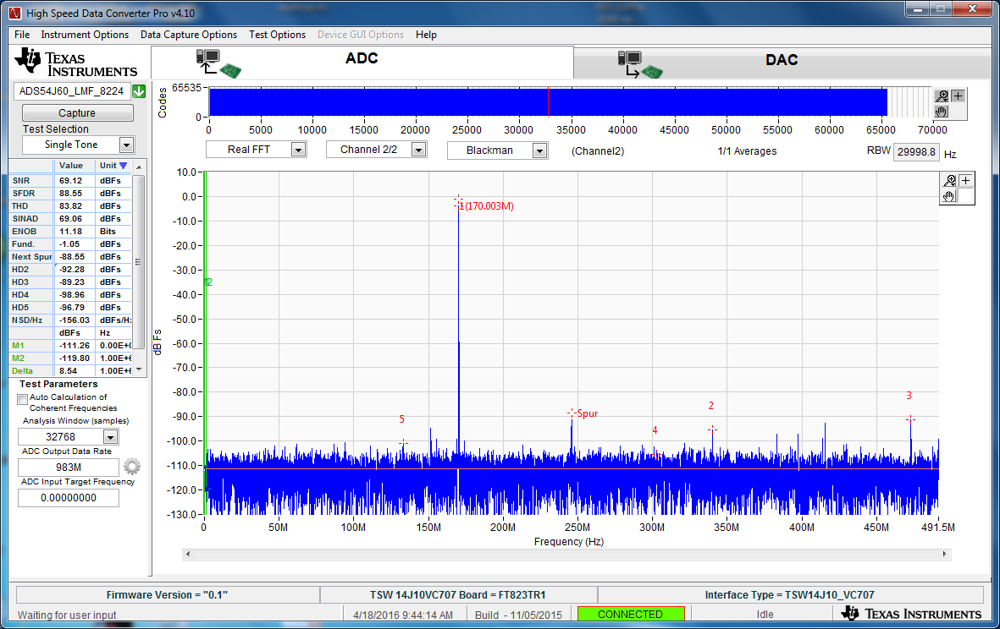 High Speed Data Converter Pro v4.10
File Instrument Options Data Capture Options Test Options Device GUI Options Help
TEXAS INSTRUMENTS
ADC
DAC
ADS54J60_LMF_8224
Capture
Test Selection
Single Tone
Value Unit
SNR 69.12 dBFs
SFDR 88.55 dBFs
THD 83.82 dBFs
SINAD 69.06 dBFs
ENOB 11.18 Bits
Fund. -1.05 dBFs
Next Spur -88.55 dBFs
HD2 -92.28 dBFs
HD3 -89.23 dBFs
HD4 -98.96 dBFs
HD5 -96.79 dBFs
NSD/Hz -156.03 dBFs/Hz
dBFs Hz
M1 -111.26 0.00E+0
M2 -119.80 1.00E+6
Delta 8.54 1.00E+6
Test Parameters
Auto Calculation of
Coherent Frequencies
Analysis Window (samples)
32768
ADC Output Data Rate
983M
ADC Input Target Frequency
0.00000000
Codes
65535
0
0 5000 10000 15000 20000 25000 30000 35000 40000 45000 50000 55000 60000 65000 70000
Real FFT Channel 2/2 Blackman (Channel2) 1/1 Averages RBW 29998.8 Hz
dB Fs
10.0
0.0
-10.0
-20.0
-30.0
-40.0
-50.0
-60.0
-70.0
-80.0
-90.0
-100.0
-110.0
-120.0
-130.0
1(170.003M)
5
Spur
4
2
3
0 50M 100M 150M 200M 250M 300M 350M 400M 450M 491.5M
Frequency (Hz)
Firmware Version = "0.1" TSW 14J10VC707 Board = FT823TR1 Interface Type = TSW14J10_VC707
Waiting for user input 4/18/2016 9:44:14 AM Build - 11/05/2015 CONNECTED Idle TEXAS INSTRUMENTS